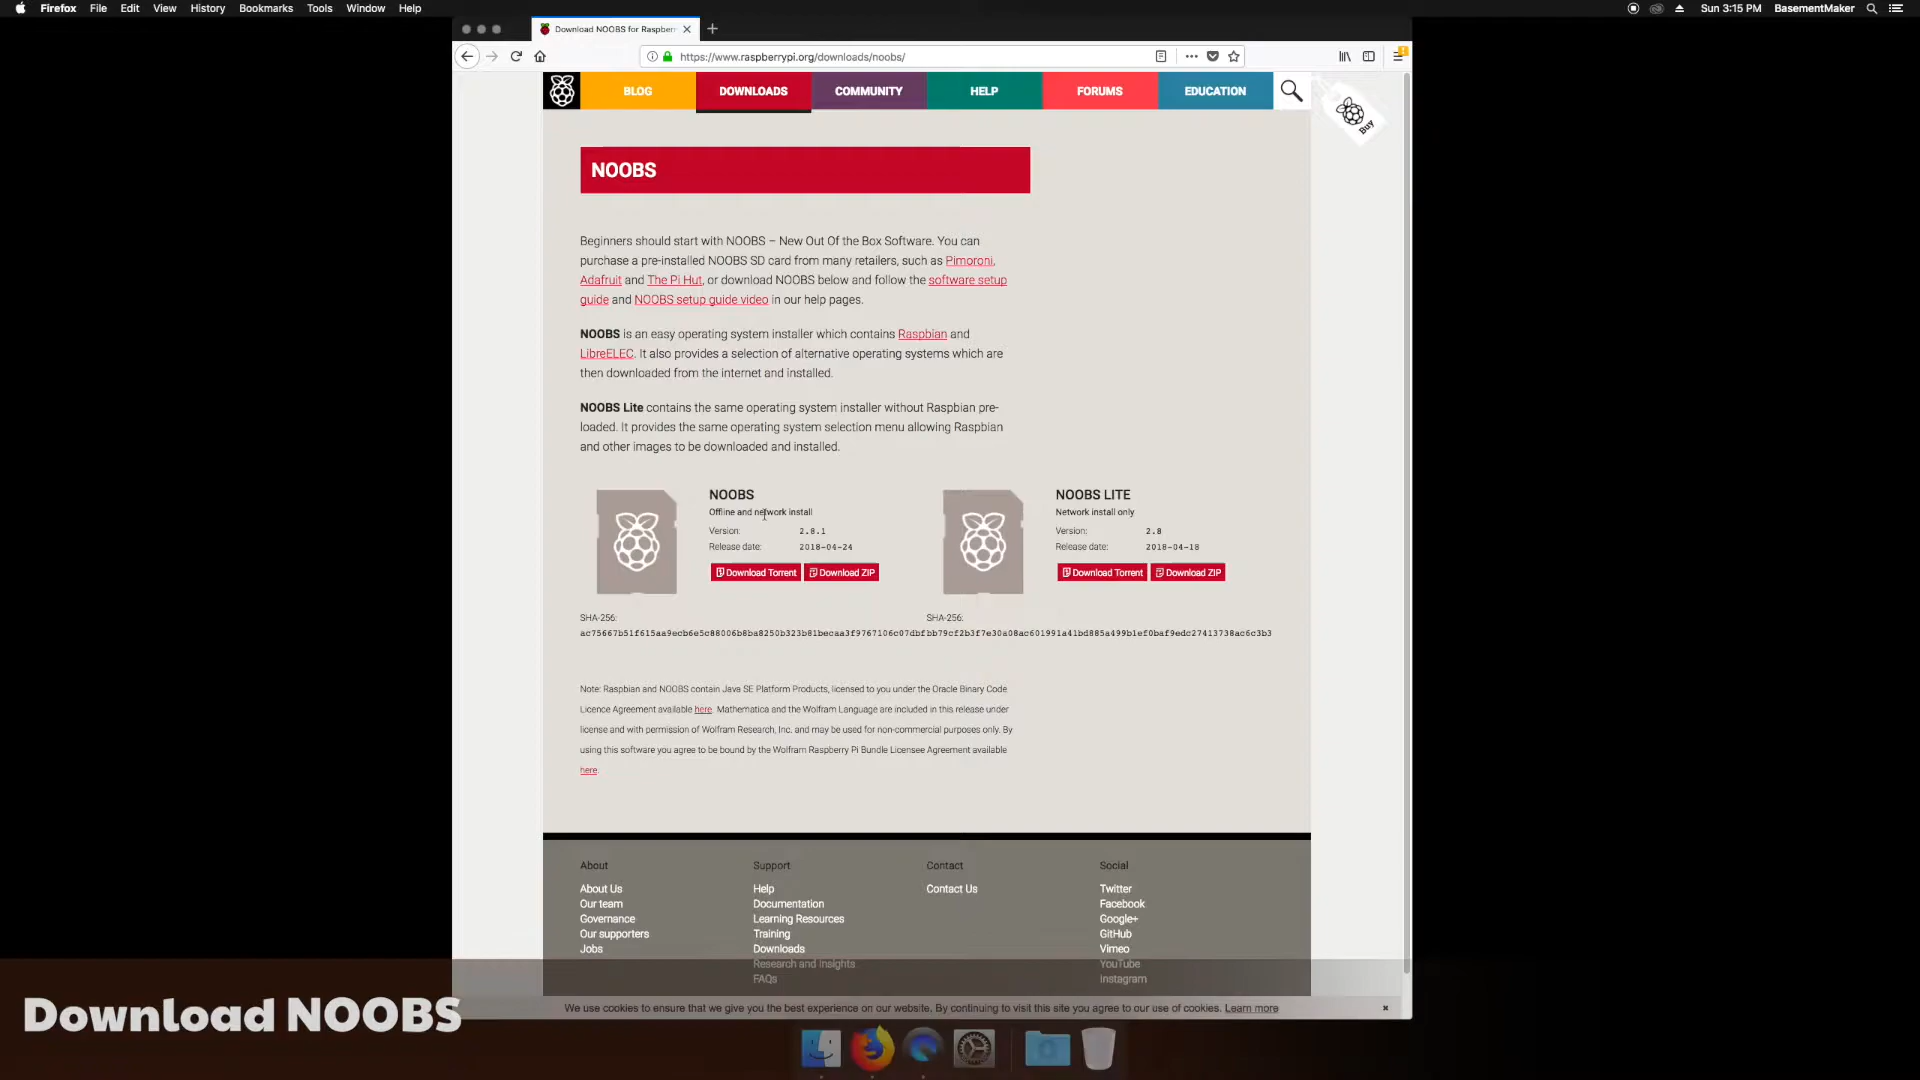 Firefox File Edit View History Bookmarks Tools Window Help Sun 3:15 PM BasementMaker
Download NOOBS for Raspber
https://www.raspberrypi.org/downloads/noobs/
BLOG DOWNLOADS COMMUNITY HELP FORUMS EDUCATION
Buy
NOOBS
Beginners should start with NOOBS – New Out Of the Box Software. You can
purchase a pre-installed NOOBS SD card from many retailers, such as Pimoroni,
Adafruit and The Pi Hut, or download NOOBS below and follow the software setup
guide and NOOBS setup guide video in our help pages.
NOOBS is an easy operating system installer which contains Raspbian and
LibreELEC. It also provides a selection of alternative operating systems which are
then downloaded from the internet and installed.
NOOBS Lite contains the same operating system installer without Raspbian pre-
loaded. It provides the same operating system selection menu allowing Raspbian
and other images to be downloaded and installed.
NOOBS
Offline and network install
Version: 2.8.1
Release date: 2018-04-24
Download Torrent Download ZIP
SHA-256:
ac75667b51f615aa9ecb6e5c88006b8ba8250b323b81becaa3f9767106c07dbf
NOOBS LITE
Network install only
Version: 2.8
Release date: 2018-04-18
Download Torrent Download ZIP
SHA-256:
bb79cf2b3f7e30a08ac601991a41bd885a499b1ef0baf9edc27413738ac6c3b3
Note: Raspbian and NOOBS contain Java SE Platform Products, licensed to you under the Oracle Binary Code
Licence Agreement available here. Mathematica and the Wolfram Language are included in this release under
license and with permission of Wolfram Research, Inc. and may be used for non-commercial purposes only. By
using this software you agree to be bound by the Wolfram Raspberry Pi Bundle Licensee Agreement available
here.
About
About Us
Our team
Governance
Our supporters
Jobs
Support
Help
Documentation
Learning Resources
Training
Downloads
Research and Insights
FAQs
Contact
Contact Us
Social
Twitter
Facebook
Google+
GitHub
Vimeo
YouTube
Instagram
We use cookies to ensure that we give you the best experience on our website. By continuing to visit this site you agree to our use of cookies. Learn more
Download NOOBS